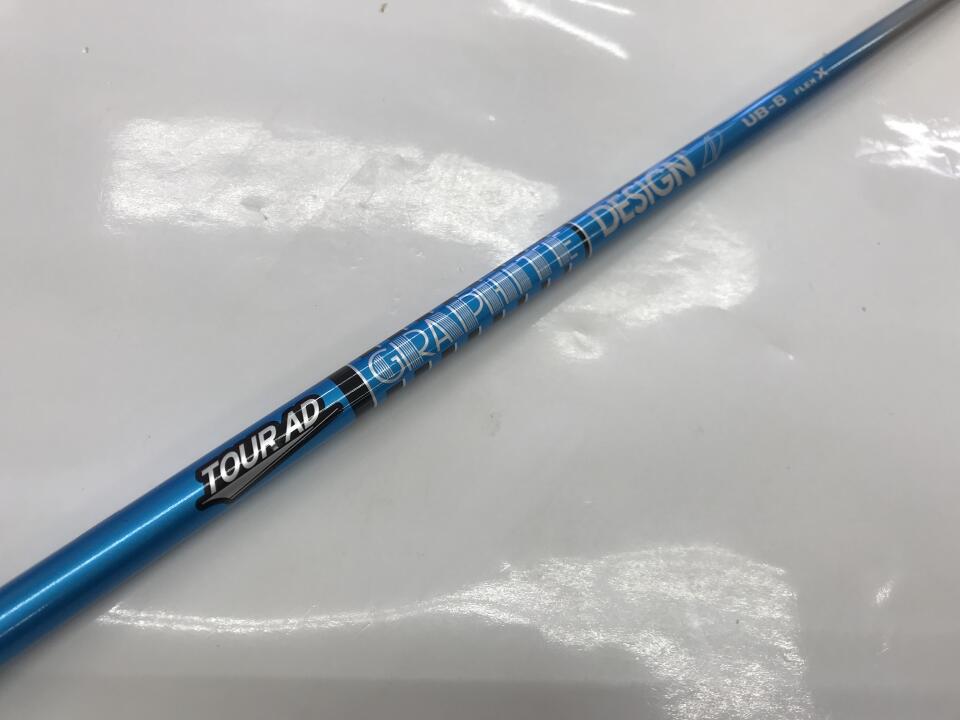 TOUR AD
GRAPHITE DESIGN
UB-6 FLEX X